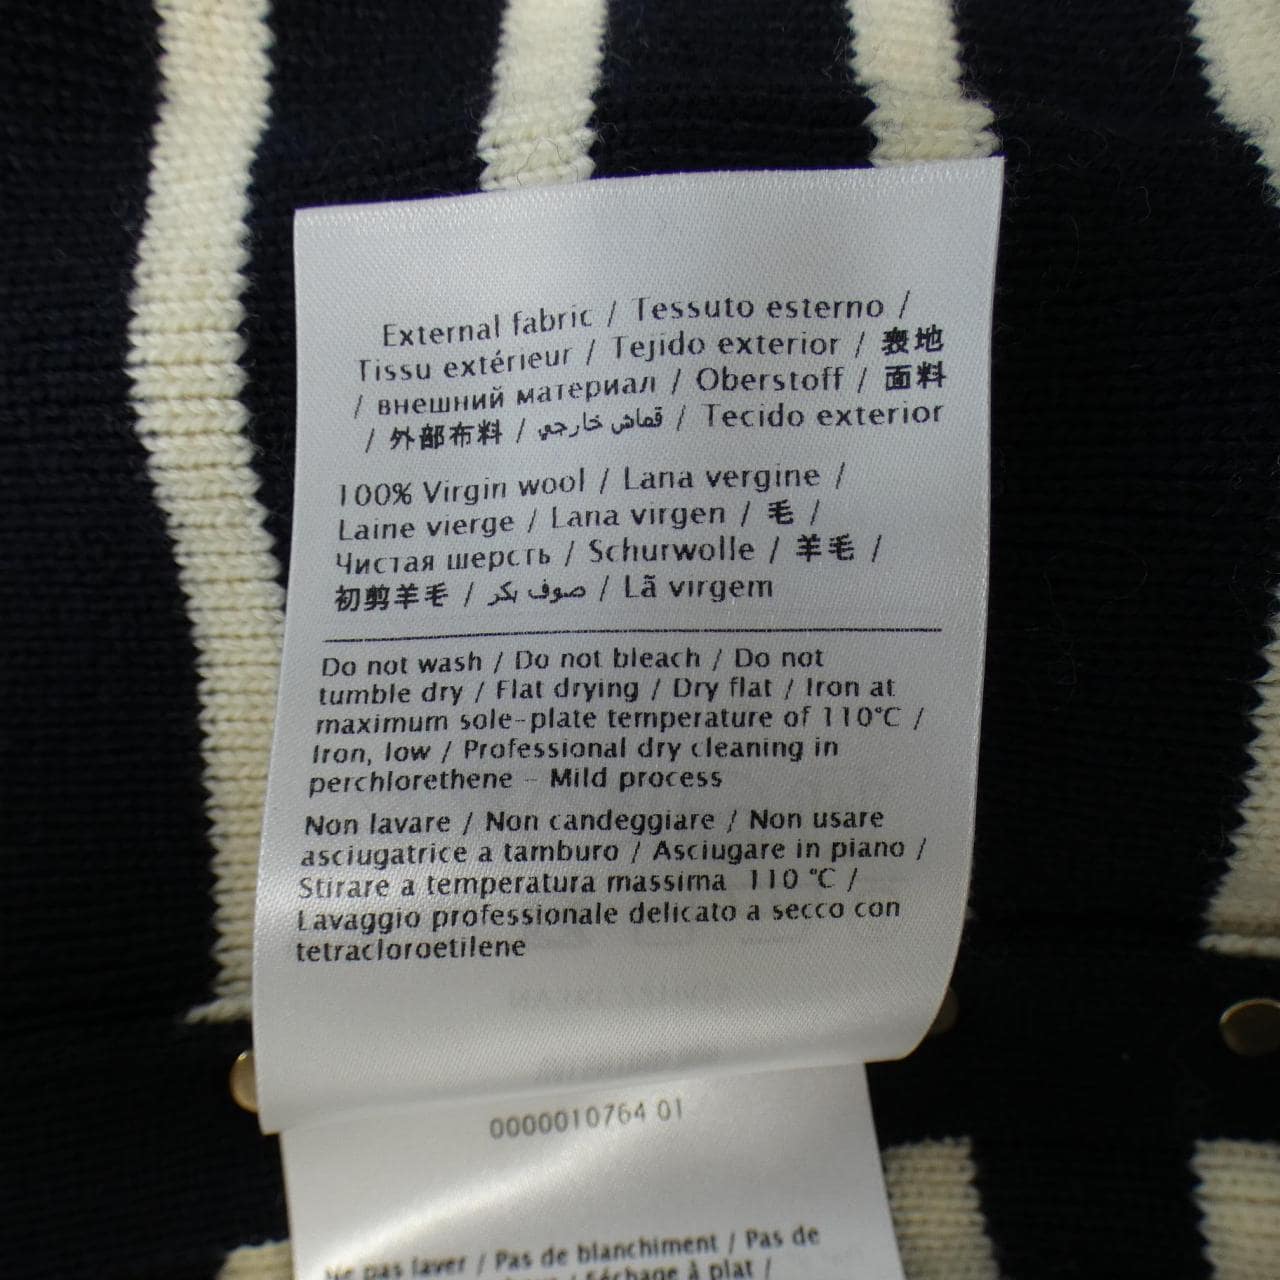 External fabric / Tessuto esterno /
Tissu extérieur / Tejido exterior / 表地
/ внешний материал / Oberstoff / 面料
/ 外部布料 / قماش خارجي / Tecido exterior
100% Virgin wool / Lana vergine /
Laine vierge / Lana virgen / 毛 /
Чистая шерсть / Schurwolle / 羊毛 /
初剪羊毛 / صوف بكر / Lã virgem
Do not wash / Do not bleach / Do not
tumble dry / Flat drying / Dry flat / Iron at
maximum sole-plate temperature of 110°C /
Iron, low / Professional dry cleaning in
perchlorethene - Mild process
Non lavare / Non candeggiare / Non usare
asciugatrice a tamburo / Asciugare in piano /
Stirare a temperatura massima 110 °C /
Lavaggio professionale delicato a secco con
tetracloroetilene
0000010764 01
Ne pas laver / Pas de blanchiment / Pas de
/ Séchage à plat /